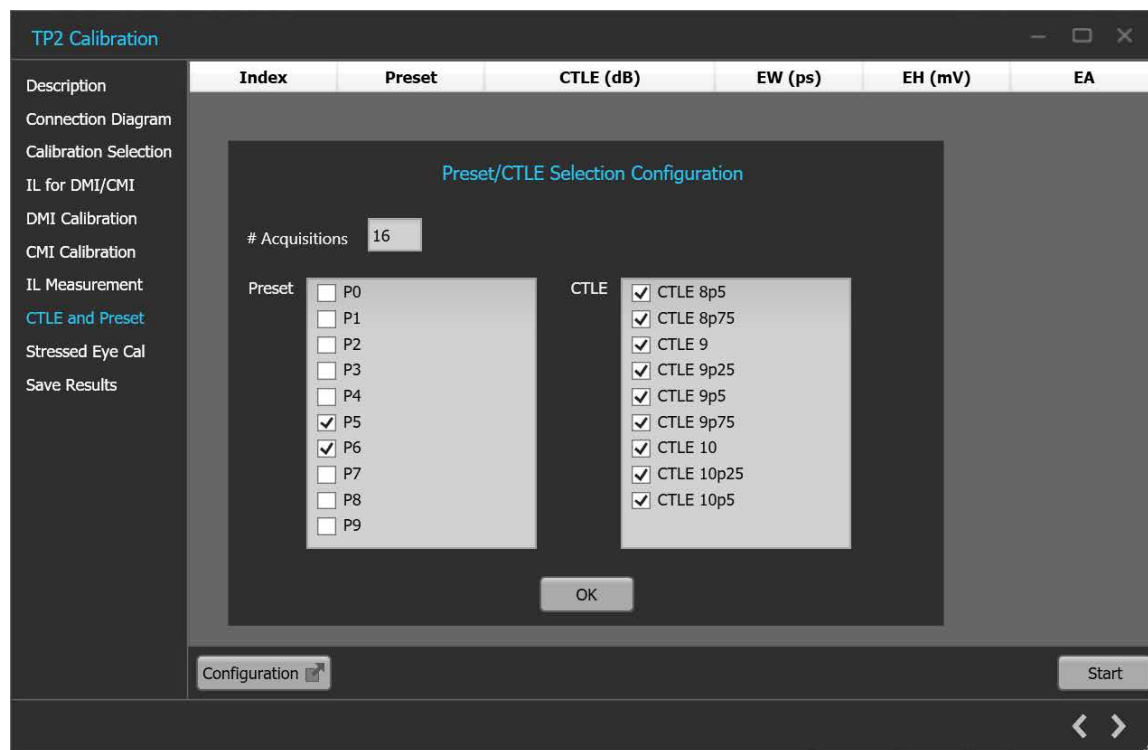 TP2 Calibration
Description
Connection Diagram
Calibration Selection
IL for DMI/CMI
DMI Calibration
CMI Calibration
IL Measurement
CTLE and Preset
Stressed Eye Cal
Save Results
Index Preset CTLE (dB) EW (ps) EH (mV) EA
Preset/CTLE Selection Configuration
# Acquisitions 16
Preset
P0
P1
P2
P3
P4
P5
P6
P7
P8
P9
CTLE
CTLE 8p5
CTLE 8p75
CTLE 9
CTLE 9p25
CTLE 9p5
CTLE 9p75
CTLE 10
CTLE 10p25
CTLE 10p5
OK
Configuration
Start